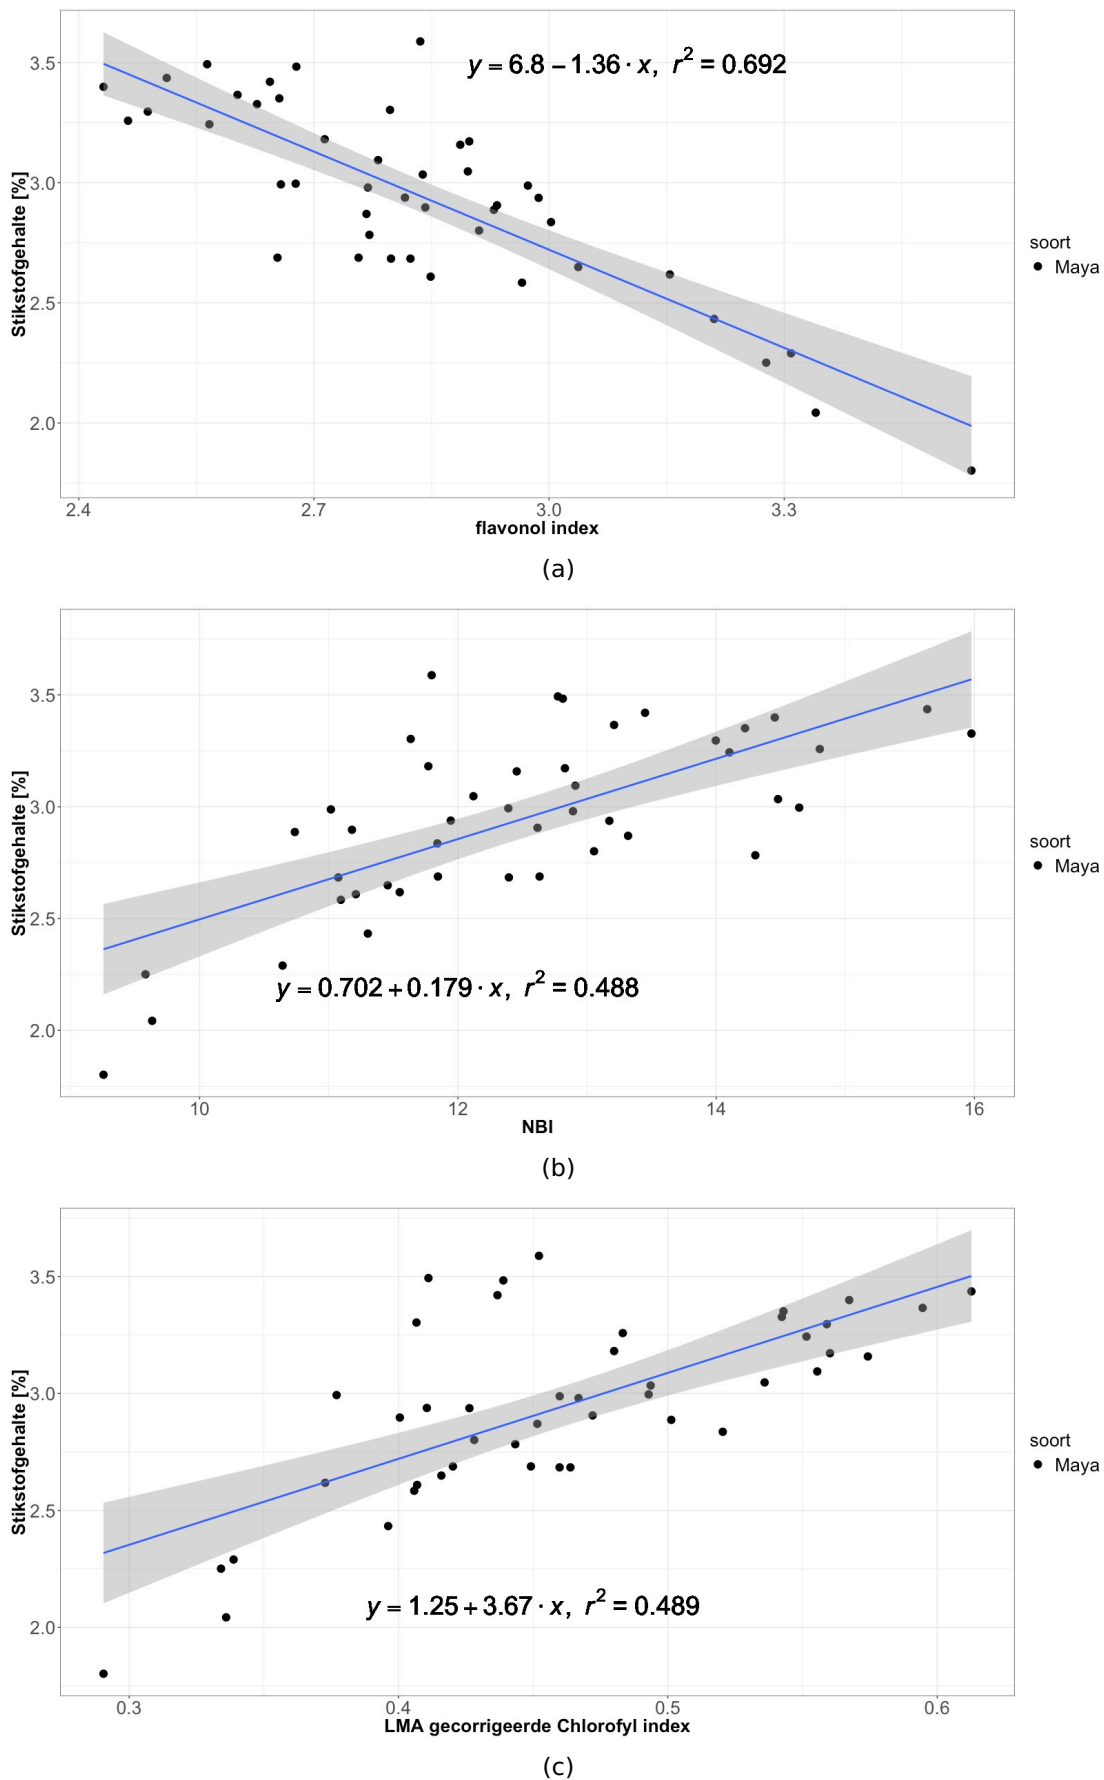 y = 6.8 − 1.36 · x, r² = 0.692
3.5
3.0
2.5
2.0
Stikstofgehalte [%]
2.4 2.7 3.0 3.3
flavonol index
soort
Maya
(a)
3.5
3.0
2.5
2.0
Stikstofgehalte [%]
y = 0.702 + 0.179 · x, r² = 0.488
10 12 14 16
NBI
soort
Maya
(b)
3.5
3.0
2.5
2.0
Stikstofgehalte [%]
y = 1.25 + 3.67 · x, r² = 0.489
0.3 0.4 0.5 0.6
LMA gecorrigeerde Chlorofyl index
soort
Maya
(c)